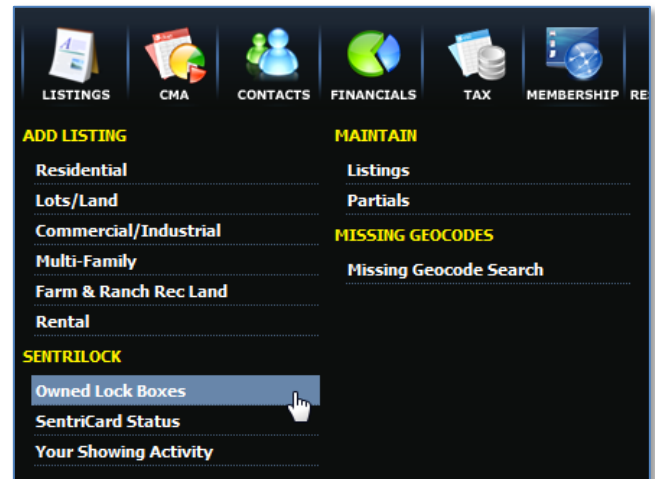 LISTINGS CMA CONTACTS FINANCIALS TAX MEMBERSHIP RE
ADD LISTING
Residential
Lots/Land
Commercial/Industrial
Multi-Family
Farm & Ranch Rec Land
Rental
SENTRILOCK
Owned Lock Boxes
SentriCard Status
Your Showing Activity
MAINTAIN
Listings
Partials
MISSING GEOCODES
Missing Geocode Search